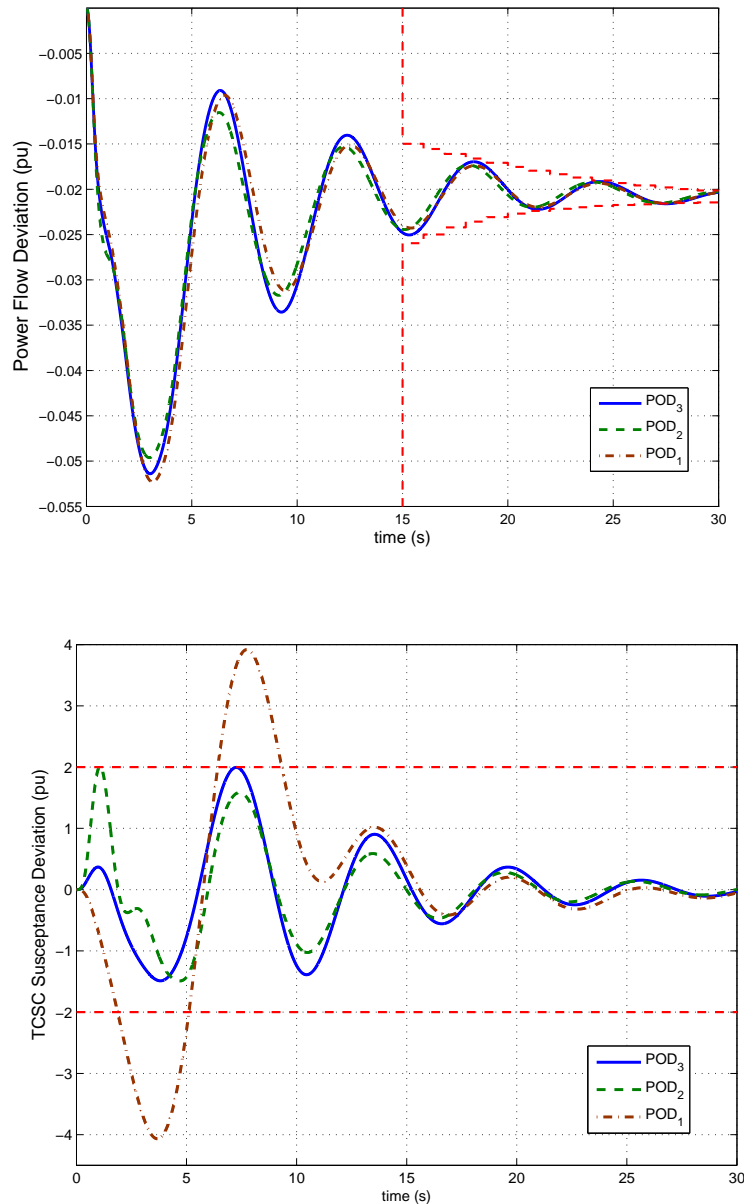 −0.005
−0.01
−0.015
−0.02
−0.025
−0.03
−0.035
−0.04
−0.045
−0.05
−0.055
Power Flow Deviation (pu)
0 5 10 15 20 25 30
time (s)
POD3
POD2
POD1
4
3
2
1
0
−1
−2
−3
−4
TCSC Susceptance Deviation (pu)
0 5 10 15 20 25 30
time (s)
POD3
POD2
POD1